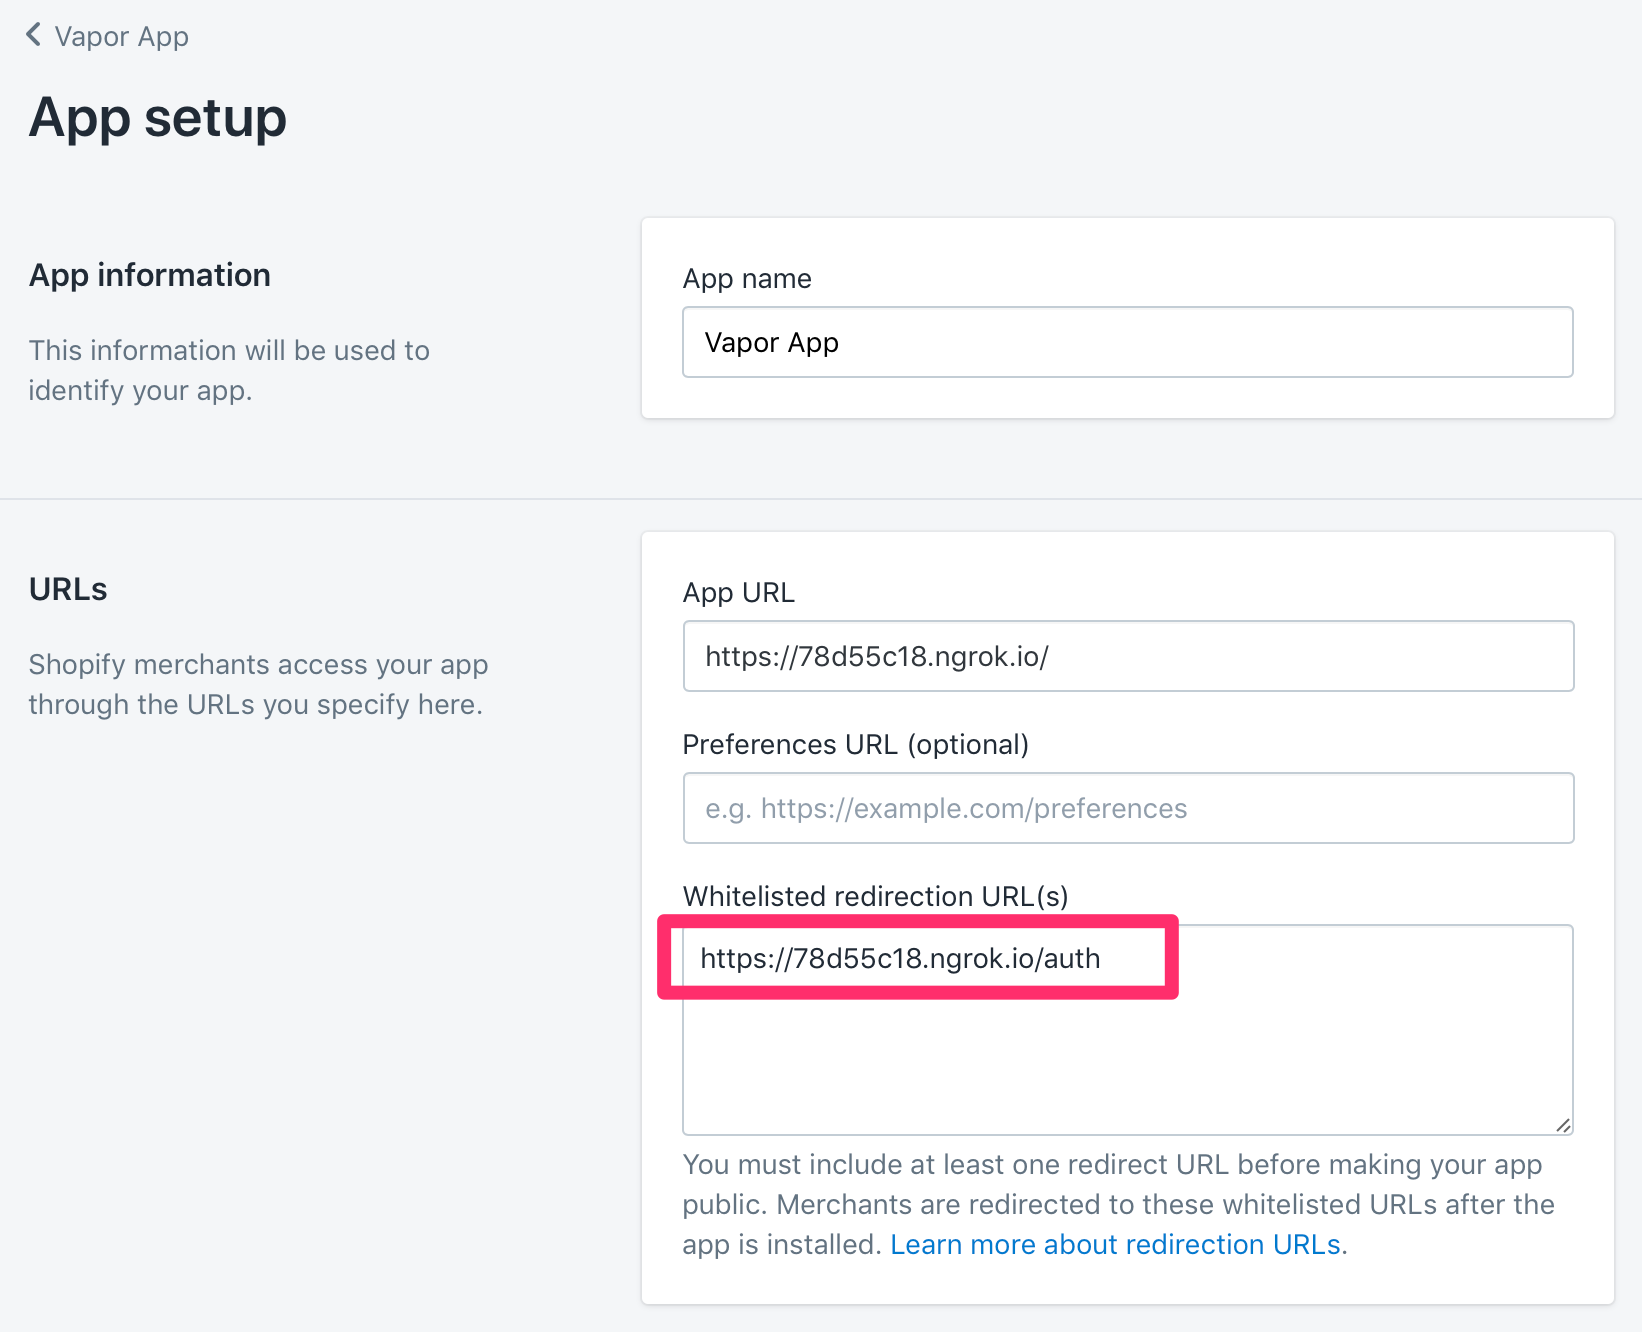 Vapor App
App setup
App information
This information will be used to
identify your app.
App name
Vapor App
URLs
Shopify merchants access your app
through the URLs you specify here.
App URL
https://78d55c18.ngrok.io/
Preferences URL (optional)
e.g. https://example.com/preferences
Whitelisted redirection URL(s)
https://78d55c18.ngrok.io/auth
You must include at least one redirect URL before making your app
public. Merchants are redirected to these whitelisted URLs after the
app is installed. Learn more about redirection URLs.